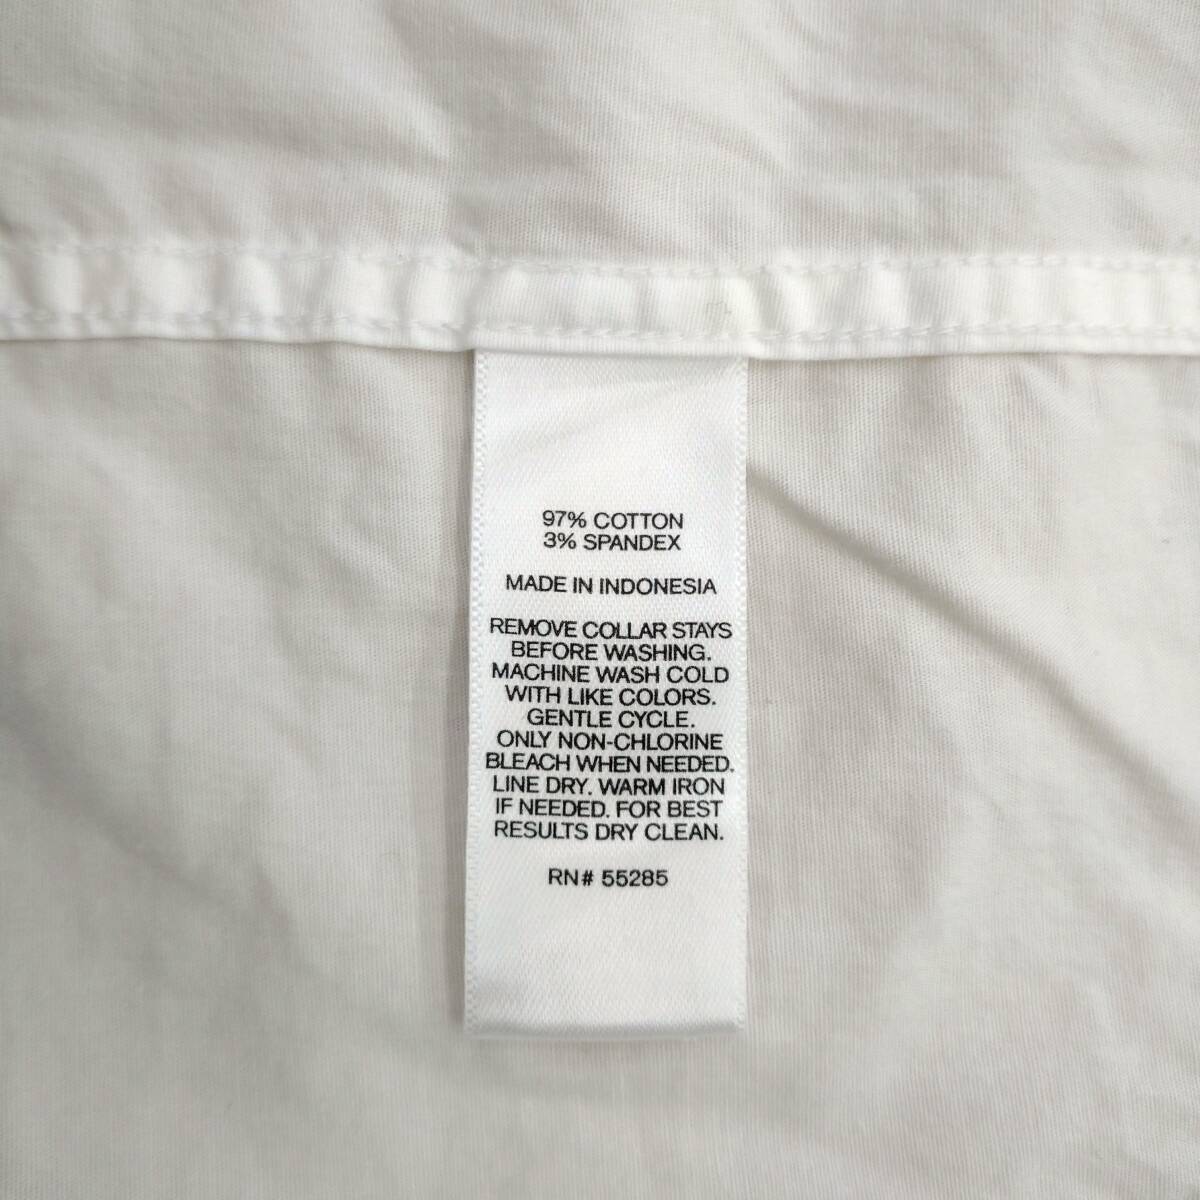 97% COTTON
3% SPANDEX
MADE IN INDONESIA
REMOVE COLLAR STAYS
BEFORE WASHING.
MACHINE WASH COLD
WITH LIKE COLORS.
GENTLE CYCLE.
ONLY NON-CHLORINE
BLEACH WHEN NEEDED.
LINE DRY. WARM IRON
IF NEEDED. FOR BEST
RESULTS DRY CLEAN.
RN# 55285